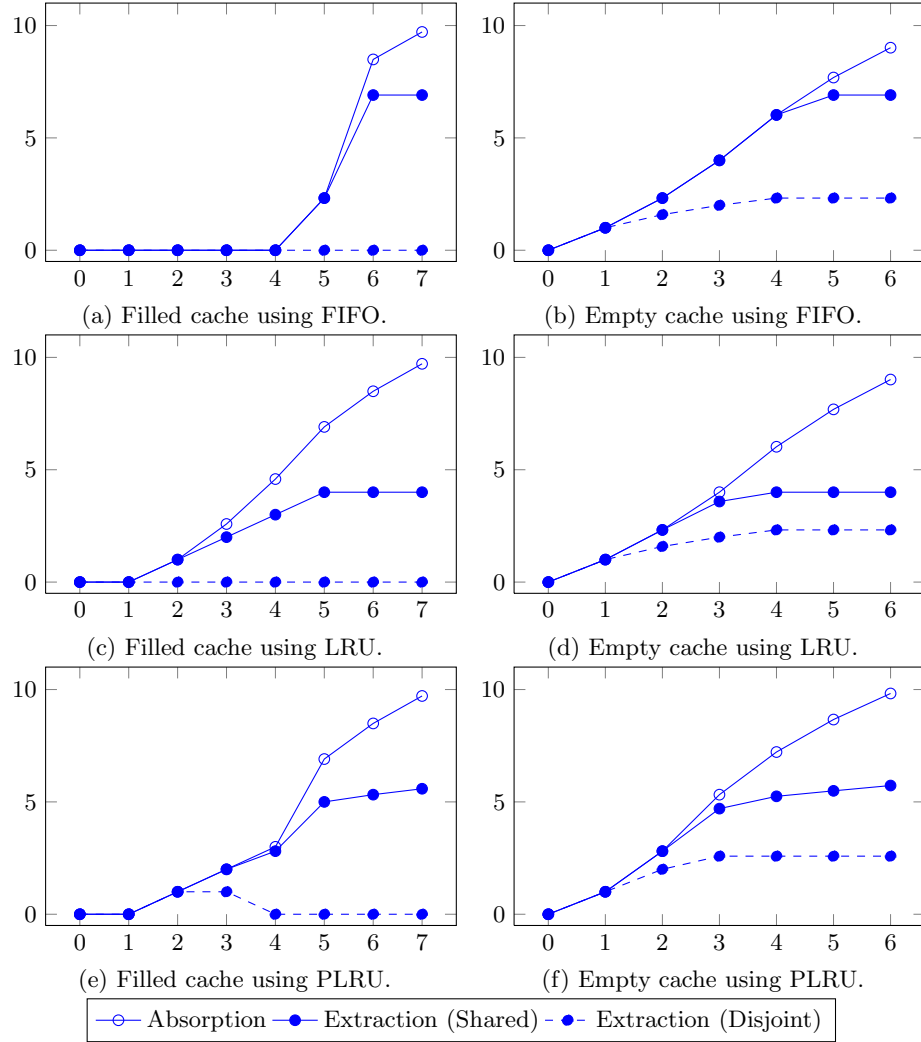 10
5
0
0 1 2 3 4 5 6 7
(a) Filled cache using FIFO.
10
5
0
0 1 2 3 4 5 6
(b) Empty cache using FIFO.
10
5
0
0 1 2 3 4 5 6 7
(c) Filled cache using LRU.
10
5
0
0 1 2 3 4 5 6
(d) Empty cache using LRU.
10
5
0
0 1 2 3 4 5 6 7
(e) Filled cache using PLRU.
10
5
0
0 1 2 3 4 5 6
(f) Empty cache using PLRU.
Absorption Extraction (Shared) Extraction (Disjoint)